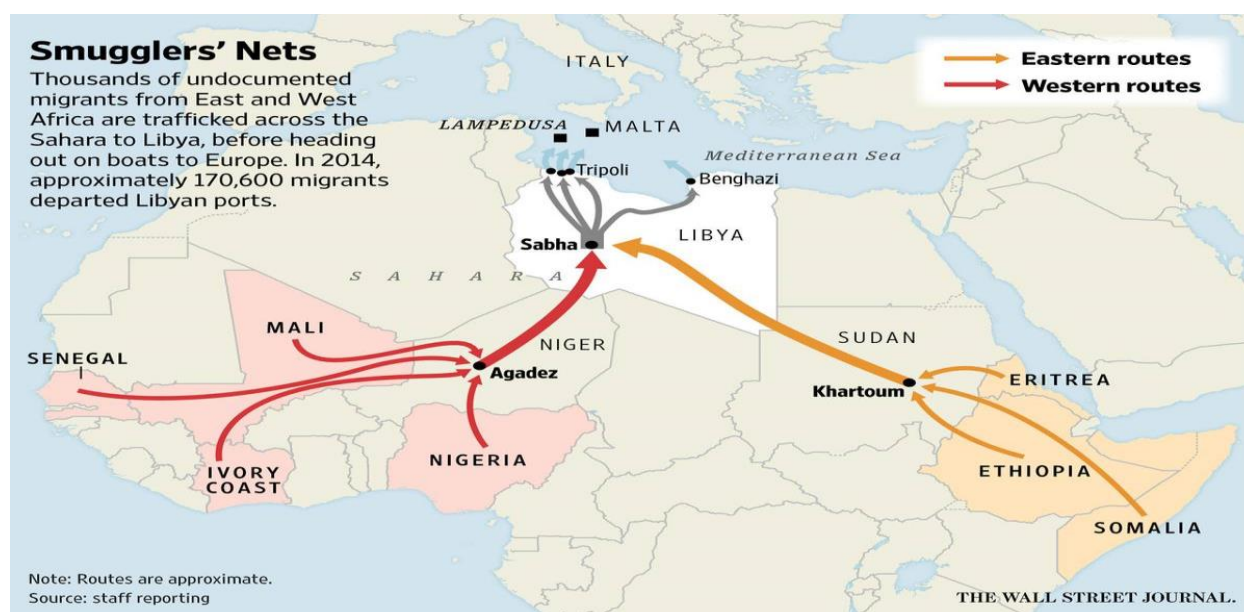 Smugglers' Nets
Thousands of undocumented
migrants from East and West
Africa are trafficked across the
Sahara to Libya, before heading
out on boats to Europe. In 2014,
approximately 170,600 migrants
departed Libyan ports.
Eastern routes
Western routes
ITALY
LAMPEDUSA
MALTA
Mediterranean Sea
Tripoli
Benghazi
Sabha
LIBYA
SAHARA
MALI
NIGER
SUDAN
SENEGAL
Agadez
Khartoum
ERITREA
NIGERIA
IVORY
COAST
ETHIOPIA
SOMALIA
Note: Routes are approximate.
Source: staff reporting
THE WALL STREET JOURNAL.